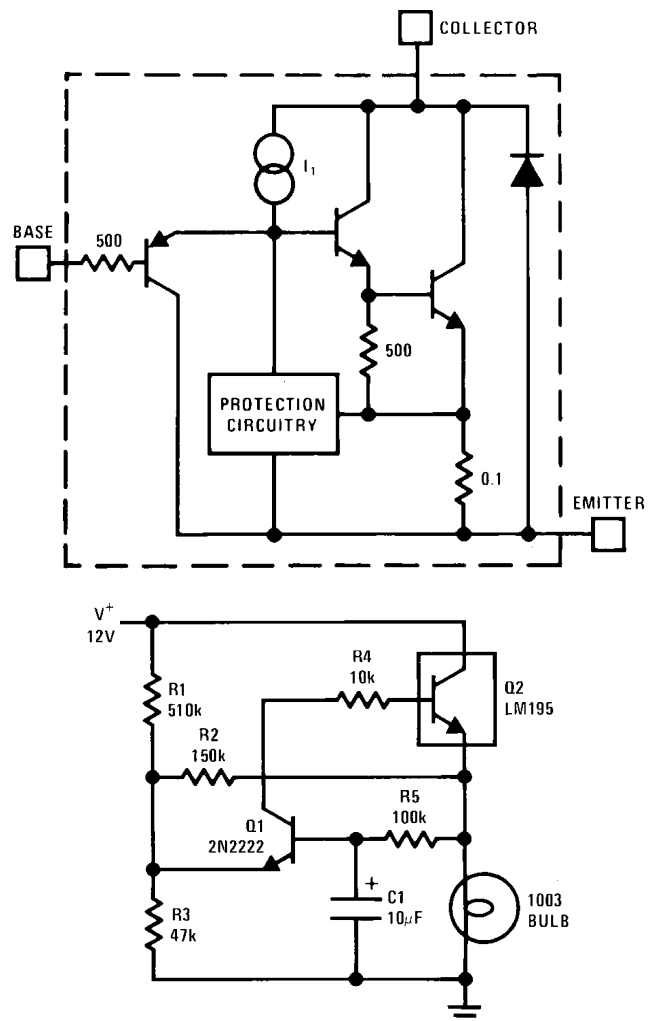 COLLECTOR
I₁
BASE
500
500
PROTECTION
CIRCUITRY
0.1
EMITTER
V⁺
12V
R4
10k
Q2
LM195
R1
510k
R2
150k
R5
100k
Q1
2N2222
+
C1
10μF
1003
BULB
R3
47k